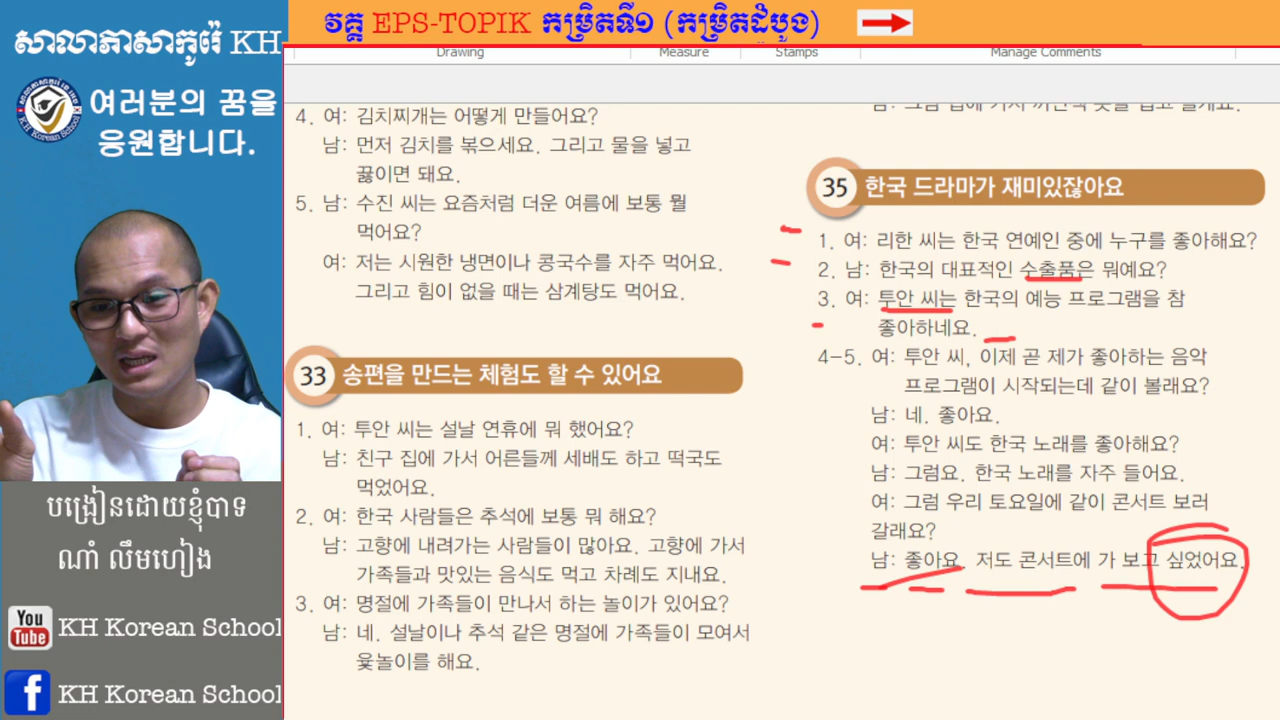 សាលាភាសាកូរ៉េ KH
여러분의 꿈을
응원합니다.
វគ្គ EPS-TOPIK កម្រិតទី១ (កម្រិតដំបូង)
Drawing Measure Stamps Manage Comments
4. 여: 김치찌개는 어떻게 만들어요?
남: 먼저 김치를 볶으세요. 그리고 물을 넣고
끓이면 돼요.
5. 남: 수진 씨는 요즘처럼 더운 여름에 보통 뭘
먹어요?
여: 저는 시원한 냉면이나 콩국수를 자주 먹어요.
그리고 힘이 없을 때는 삼계탕도 먹어요.
33 송편을 만드는 체험도 할 수 있어요
1. 여: 투안 씨는 설날 연휴에 뭐 했어요?
남: 친구 집에 가서 어른들께 세배도 하고 떡국도
먹었어요.
2. 여: 한국 사람들은 추석에 보통 뭐 해요?
남: 고향에 내려가는 사람들이 많아요. 고향에 가서
가족들과 맛있는 음식도 먹고 차례도 지내요.
3. 여: 명절에 가족들이 만나서 하는 놀이가 있어요?
남: 네. 설날이나 추석 같은 명절에 가족들이 모여서
윷놀이를 해요.
35 한국 드라마가 재미있잖아요
1. 여: 리한 씨는 한국 연예인 중에 누구를 좋아해요?
2. 남: 한국의 대표적인 수출품은 뭐예요?
3. 여: 투안 씨는 한국의 예능 프로그램을 참
좋아하네요.
4-5. 여: 투안 씨, 이제 곧 제가 좋아하는 음악
프로그램이 시작되는데 같이 볼래요?
남: 네. 좋아요.
여: 투안 씨도 한국 노래를 좋아해요?
남: 그럼요. 한국 노래를 자주 들어요.
여: 그럼 우리 토요일에 같이 콘서트 보러
갈래요?
남: 좋아요. 저도 콘서트에 가 보고 싶었어요.
បង្រៀនដោយខ្ញុំបាទ
ណាំ លឹមហៀង
You Tube KH Korean School
f KH Korean School